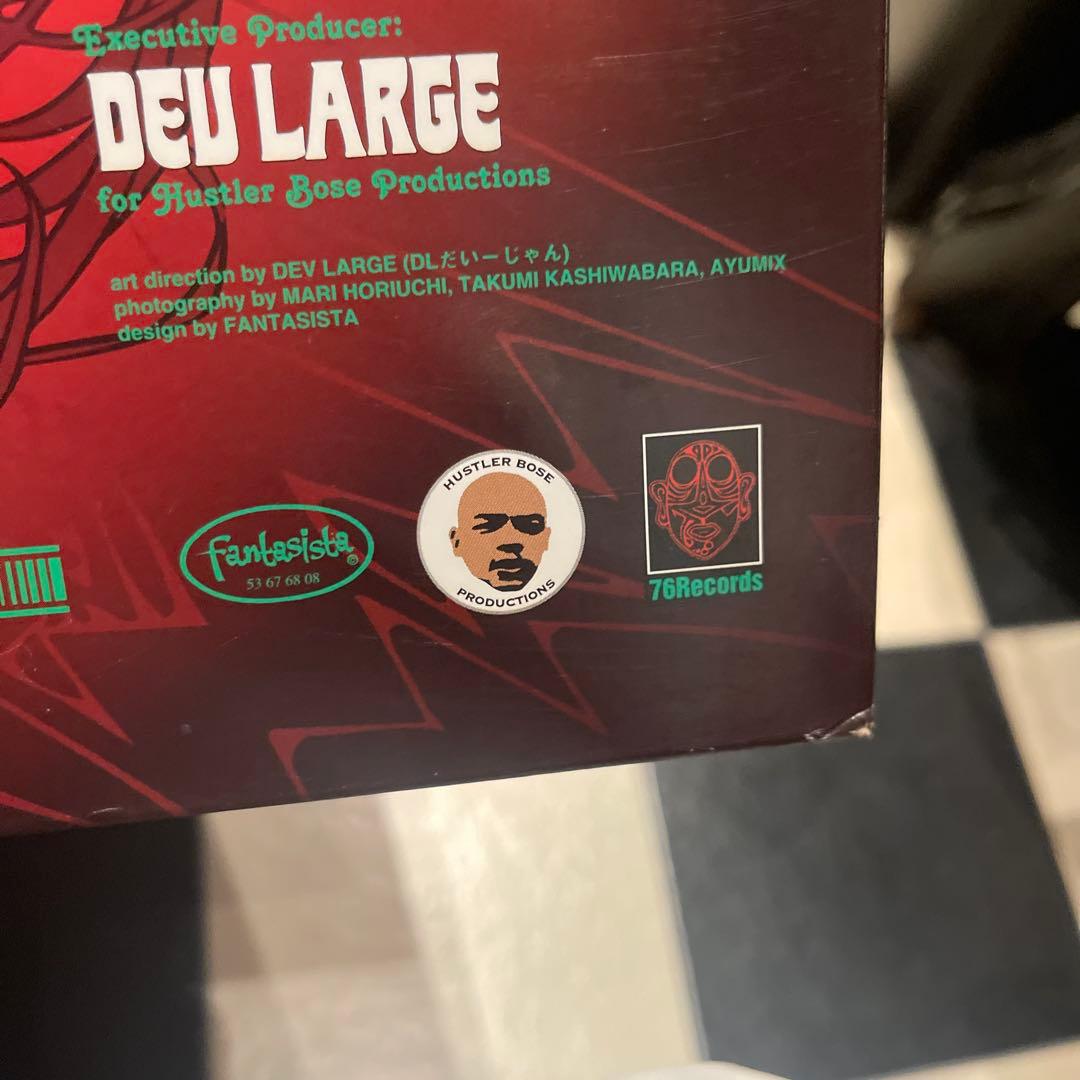 Executive Producer:
DEV LARGE
for Hustler Bose Productions
art direction by DEV LARGE (DLだいーじゃん)
photography by MARI HORIUCHI, TAKUMI KASHIWABARA, AYUMIX
design by FANTASISTA
HUSTLER BOSE
PRODUCTIONS
Fantasista ©
53 67 68 08
76Records